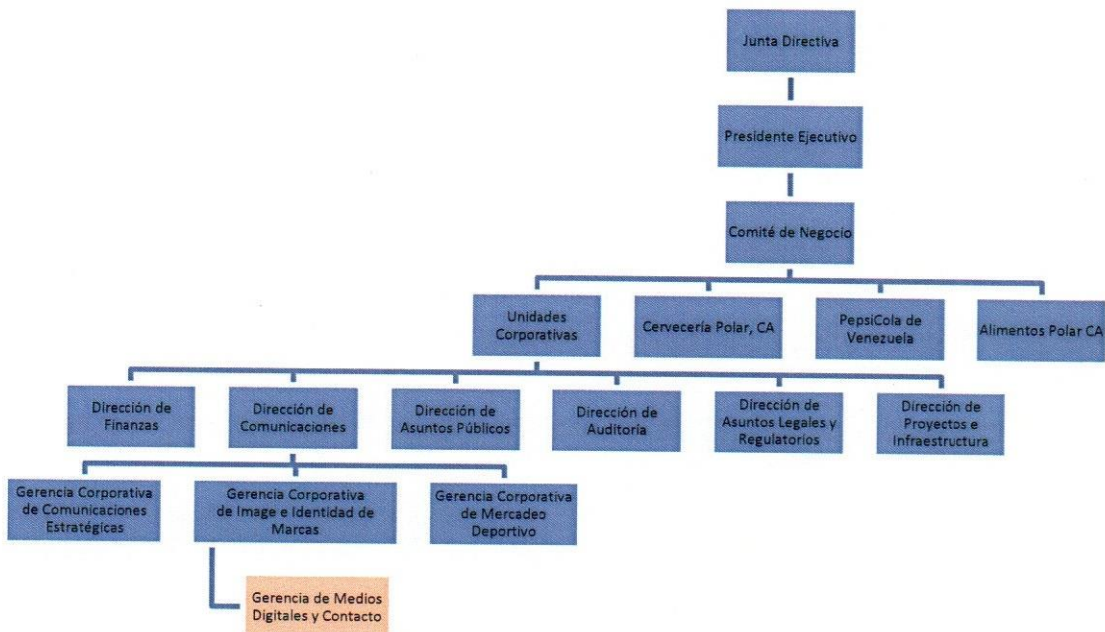 Junta Directiva
Presidente Ejecutivo
Comité de Negocio
Unidades
Corporativas
Cervecería Polar, CA
PepsiCola de
Venezuela
Alimentos Polar CA
Dirección de
Finanzas
Dirección de
Comunicaciones
Dirección de
Asuntos Públicos
Dirección de
Auditoría
Dirección de
Asuntos Legales y
Regulatorios
Dirección de
Proyectos e
Infraestructura
Gerencia Corporativa
de Comunicaciones
Estratégicas
Gerencia Corporativa
de Image e Identidad de
Marcas
Gerencia Corporativa
de Mercadeo
Deportivo
Gerencia de Medios
Digitales y Contacto